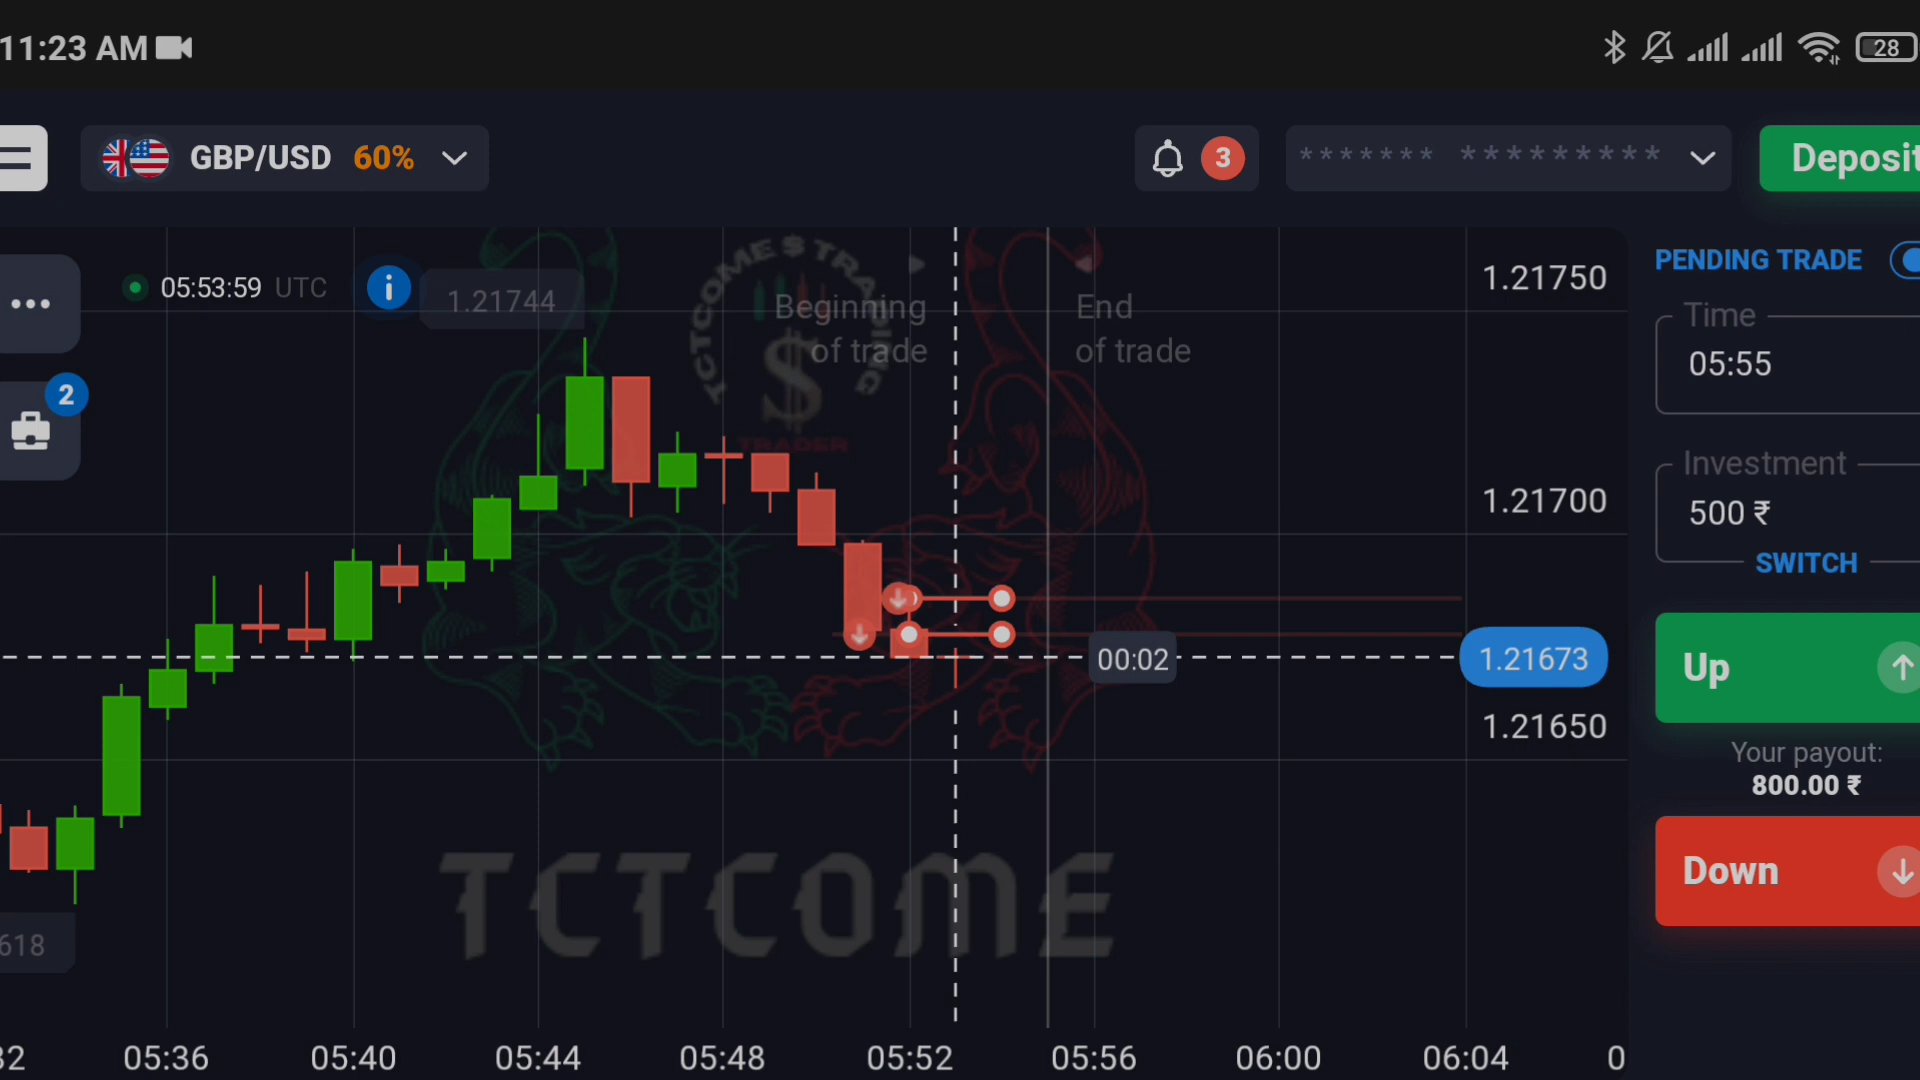 11:23 AM
28
GBP/USD 60%
3
******* *********
Deposit
PENDING TRADE
05:53:59 UTC
i
1.21744
Beginning
of trade
End
of trade
1.21750
Time
05:55
2
TCTCOME $ TRADING
$
TRADER
Investment
500 ₹
SWITCH
1.21700
Up
00:02
1.21673
1.21650
Your payout:
800.00 ₹
Down
TCTCOME
618
32 05:36 05:40 05:44 05:48 05:52 05:56 06:00 06:04 0